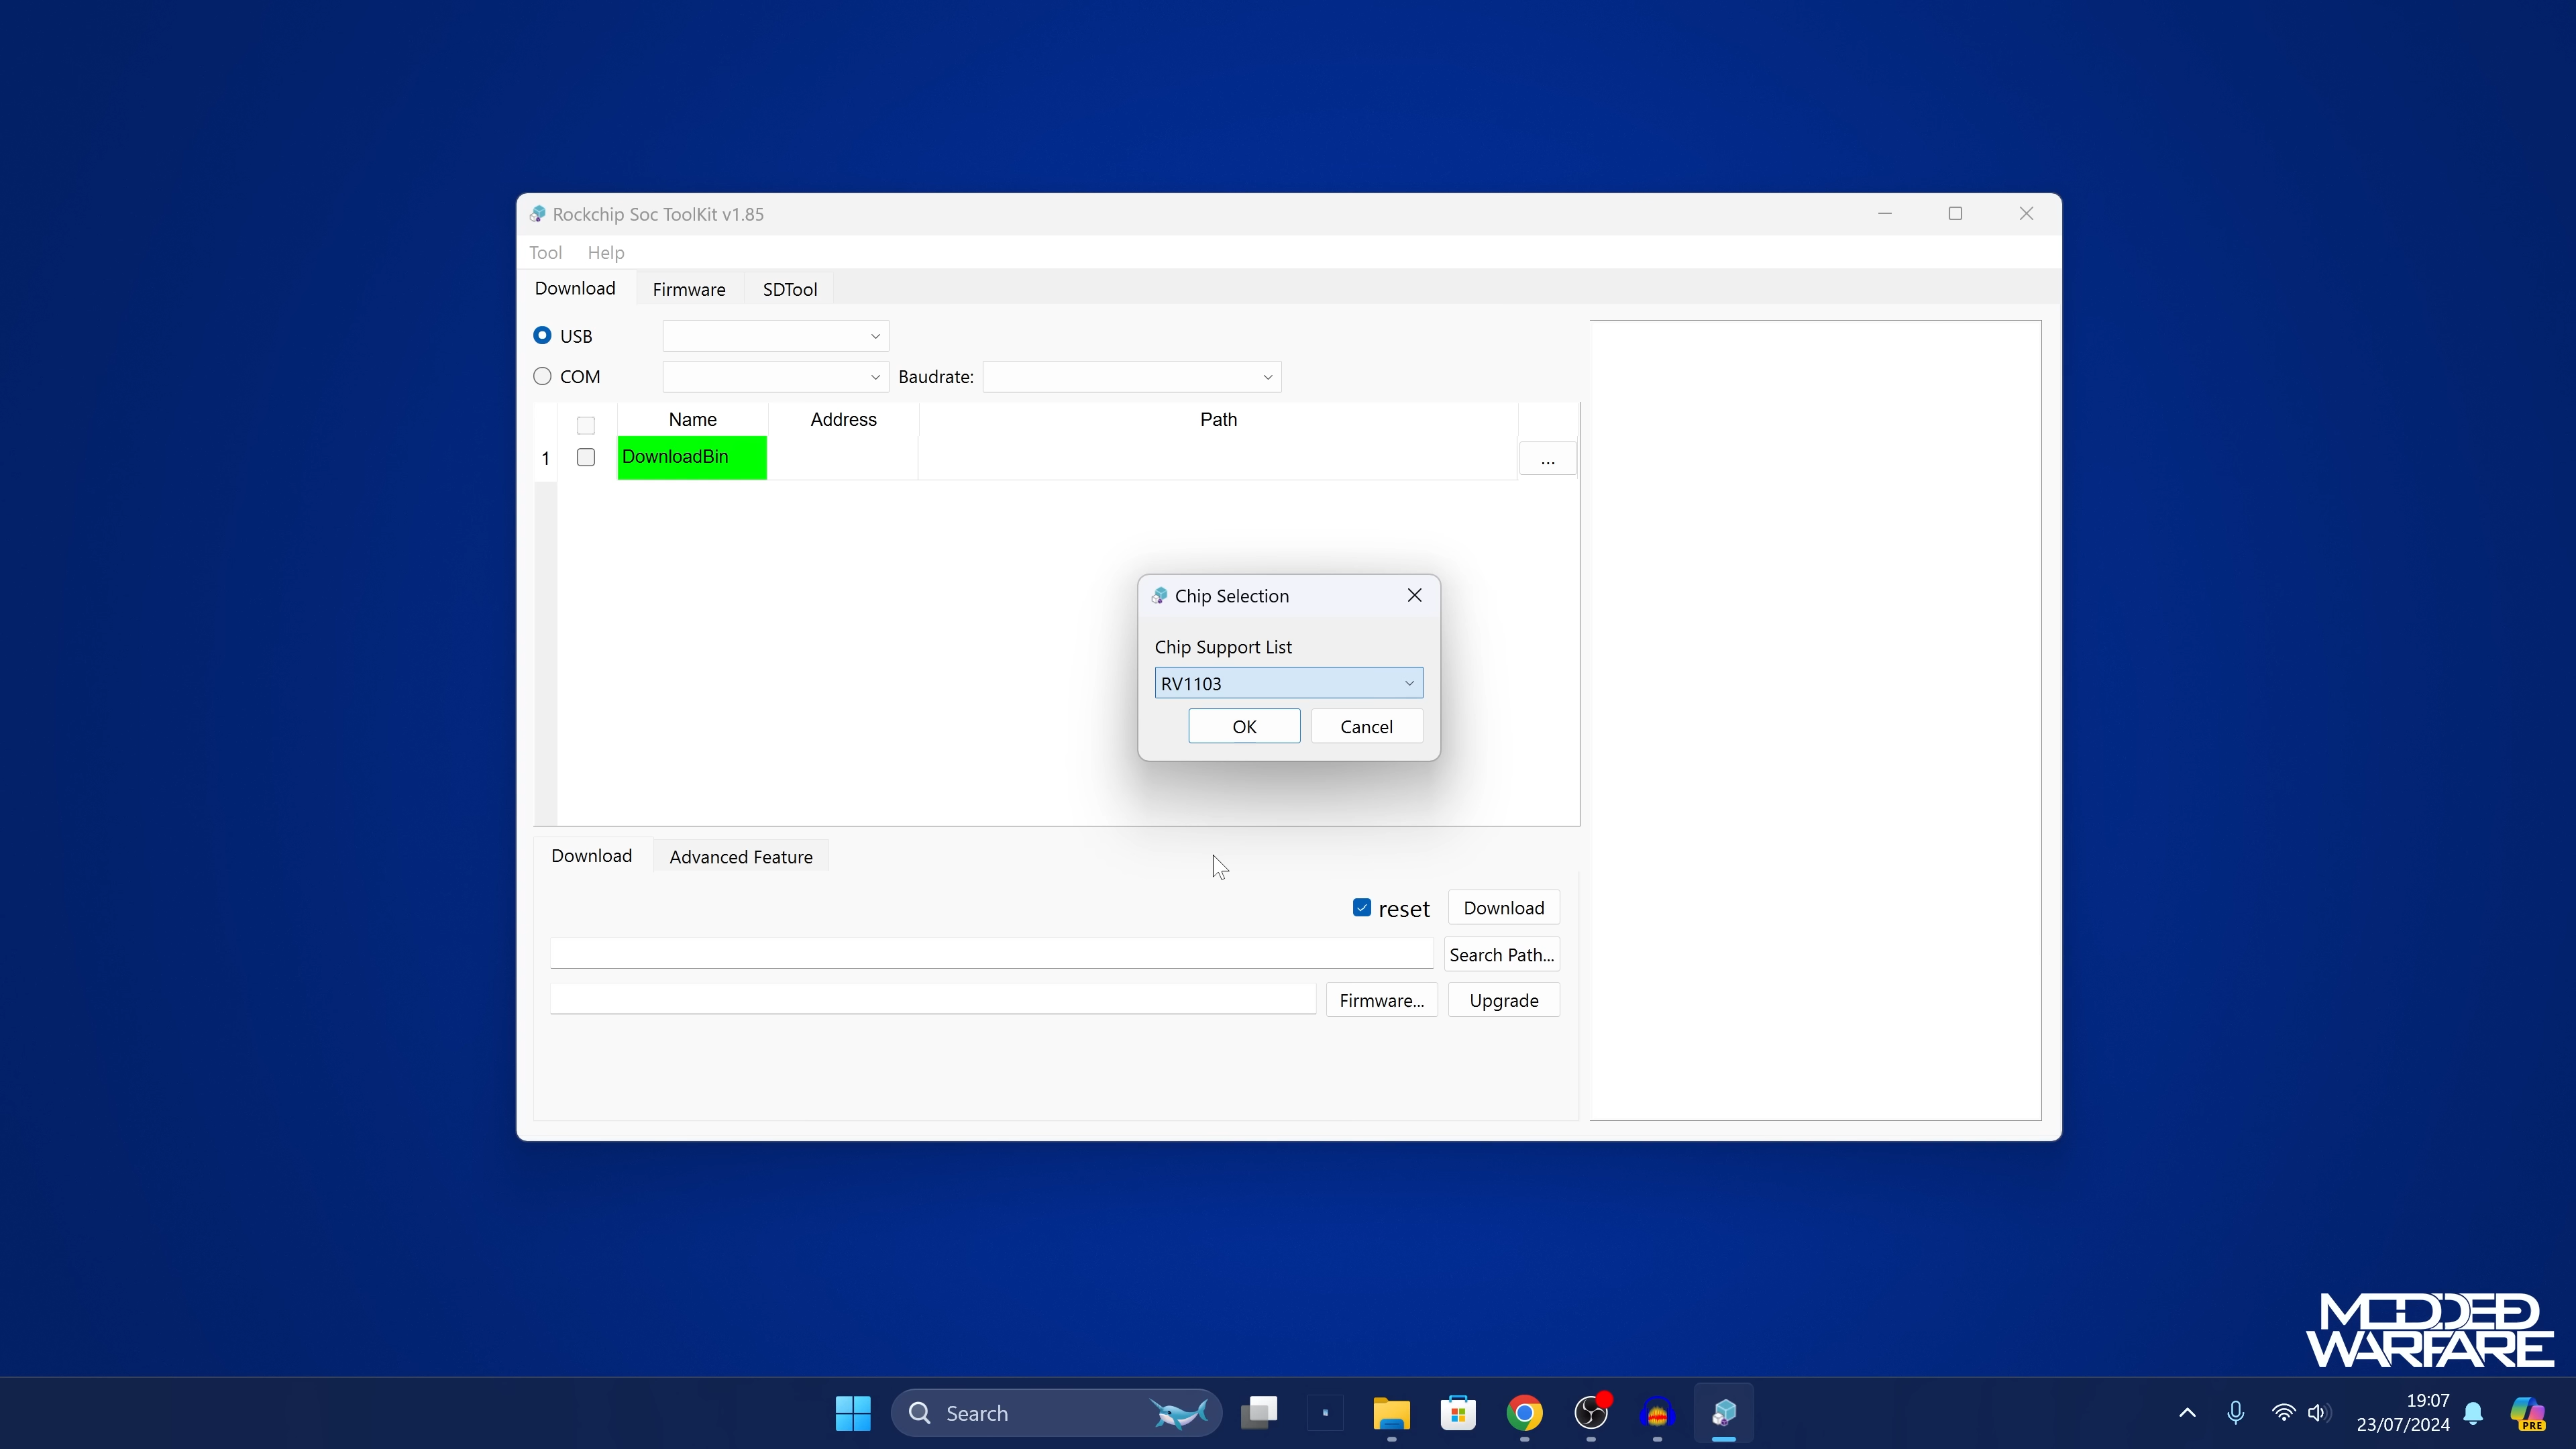 Rockchip Soc ToolKit v1.85
Tool Help
Download Firmware SDTool
USB
COM Baudrate:
Name Address Path
1 DownloadBin ...
Chip Selection
Chip Support List
RV1103
OK Cancel
Download Advanced Feature
reset Download
Search Path...
Firmware... Upgrade
MODDED
WARFARE
Search
19:07
23/07/2024
PRE